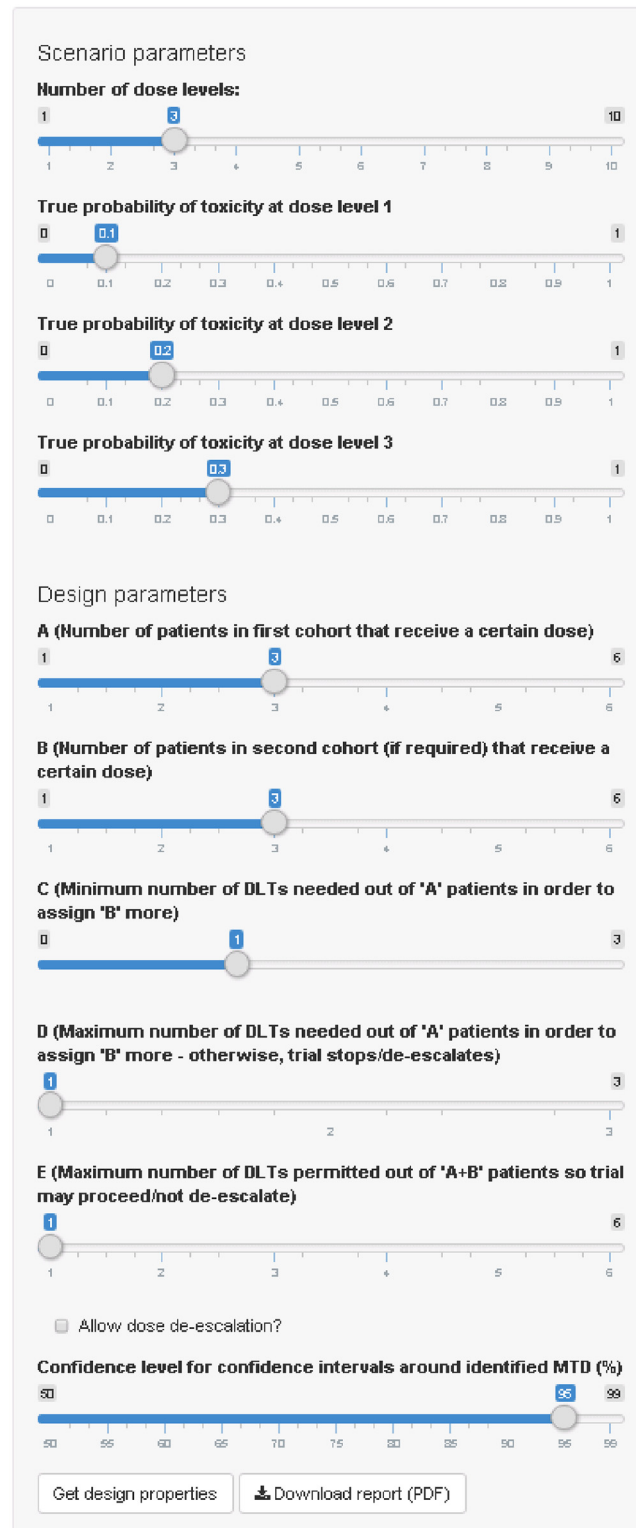 Scenario parameters
Number of dose levels:
1 3 10
1 2 3 4 5 6 7 8 9 10
True probability of toxicity at dose level 1
0 0.1 1
0 0.1 0.2 0.3 0.4 0.5 0.6 0.7 0.8 0.9 1
True probability of toxicity at dose level 2
0 0.2 1
0 0.1 0.2 0.3 0.4 0.5 0.6 0.7 0.8 0.9 1
True probability of toxicity at dose level 3
0 0.3 1
0 0.1 0.2 0.3 0.4 0.5 0.6 0.7 0.8 0.9 1
Design parameters
A (Number of patients in first cohort that receive a certain dose)
1 3 6
1 2 3 4 5 6
B (Number of patients in second cohort (if required) that receive a
certain dose)
1 3 6
1 2 3 4 5 6
C (Minimum number of DLTs needed out of 'A' patients in order to
assign 'B' more)
0 1 3
D (Maximum number of DLTs needed out of 'A' patients in order to
assign 'B' more - otherwise, trial stops/de-escalates)
1 3
1 2 3
E (Maximum number of DLTs permitted out of 'A+B' patients so trial
may proceed/not de-escalate)
1 6
1 2 3 4 5 6
Allow dose de-escalation?
Confidence level for confidence intervals around identified MTD (%)
50 95 99
50 55 60 65 70 75 80 85 90 95 99
Get design properties Download report (PDF)